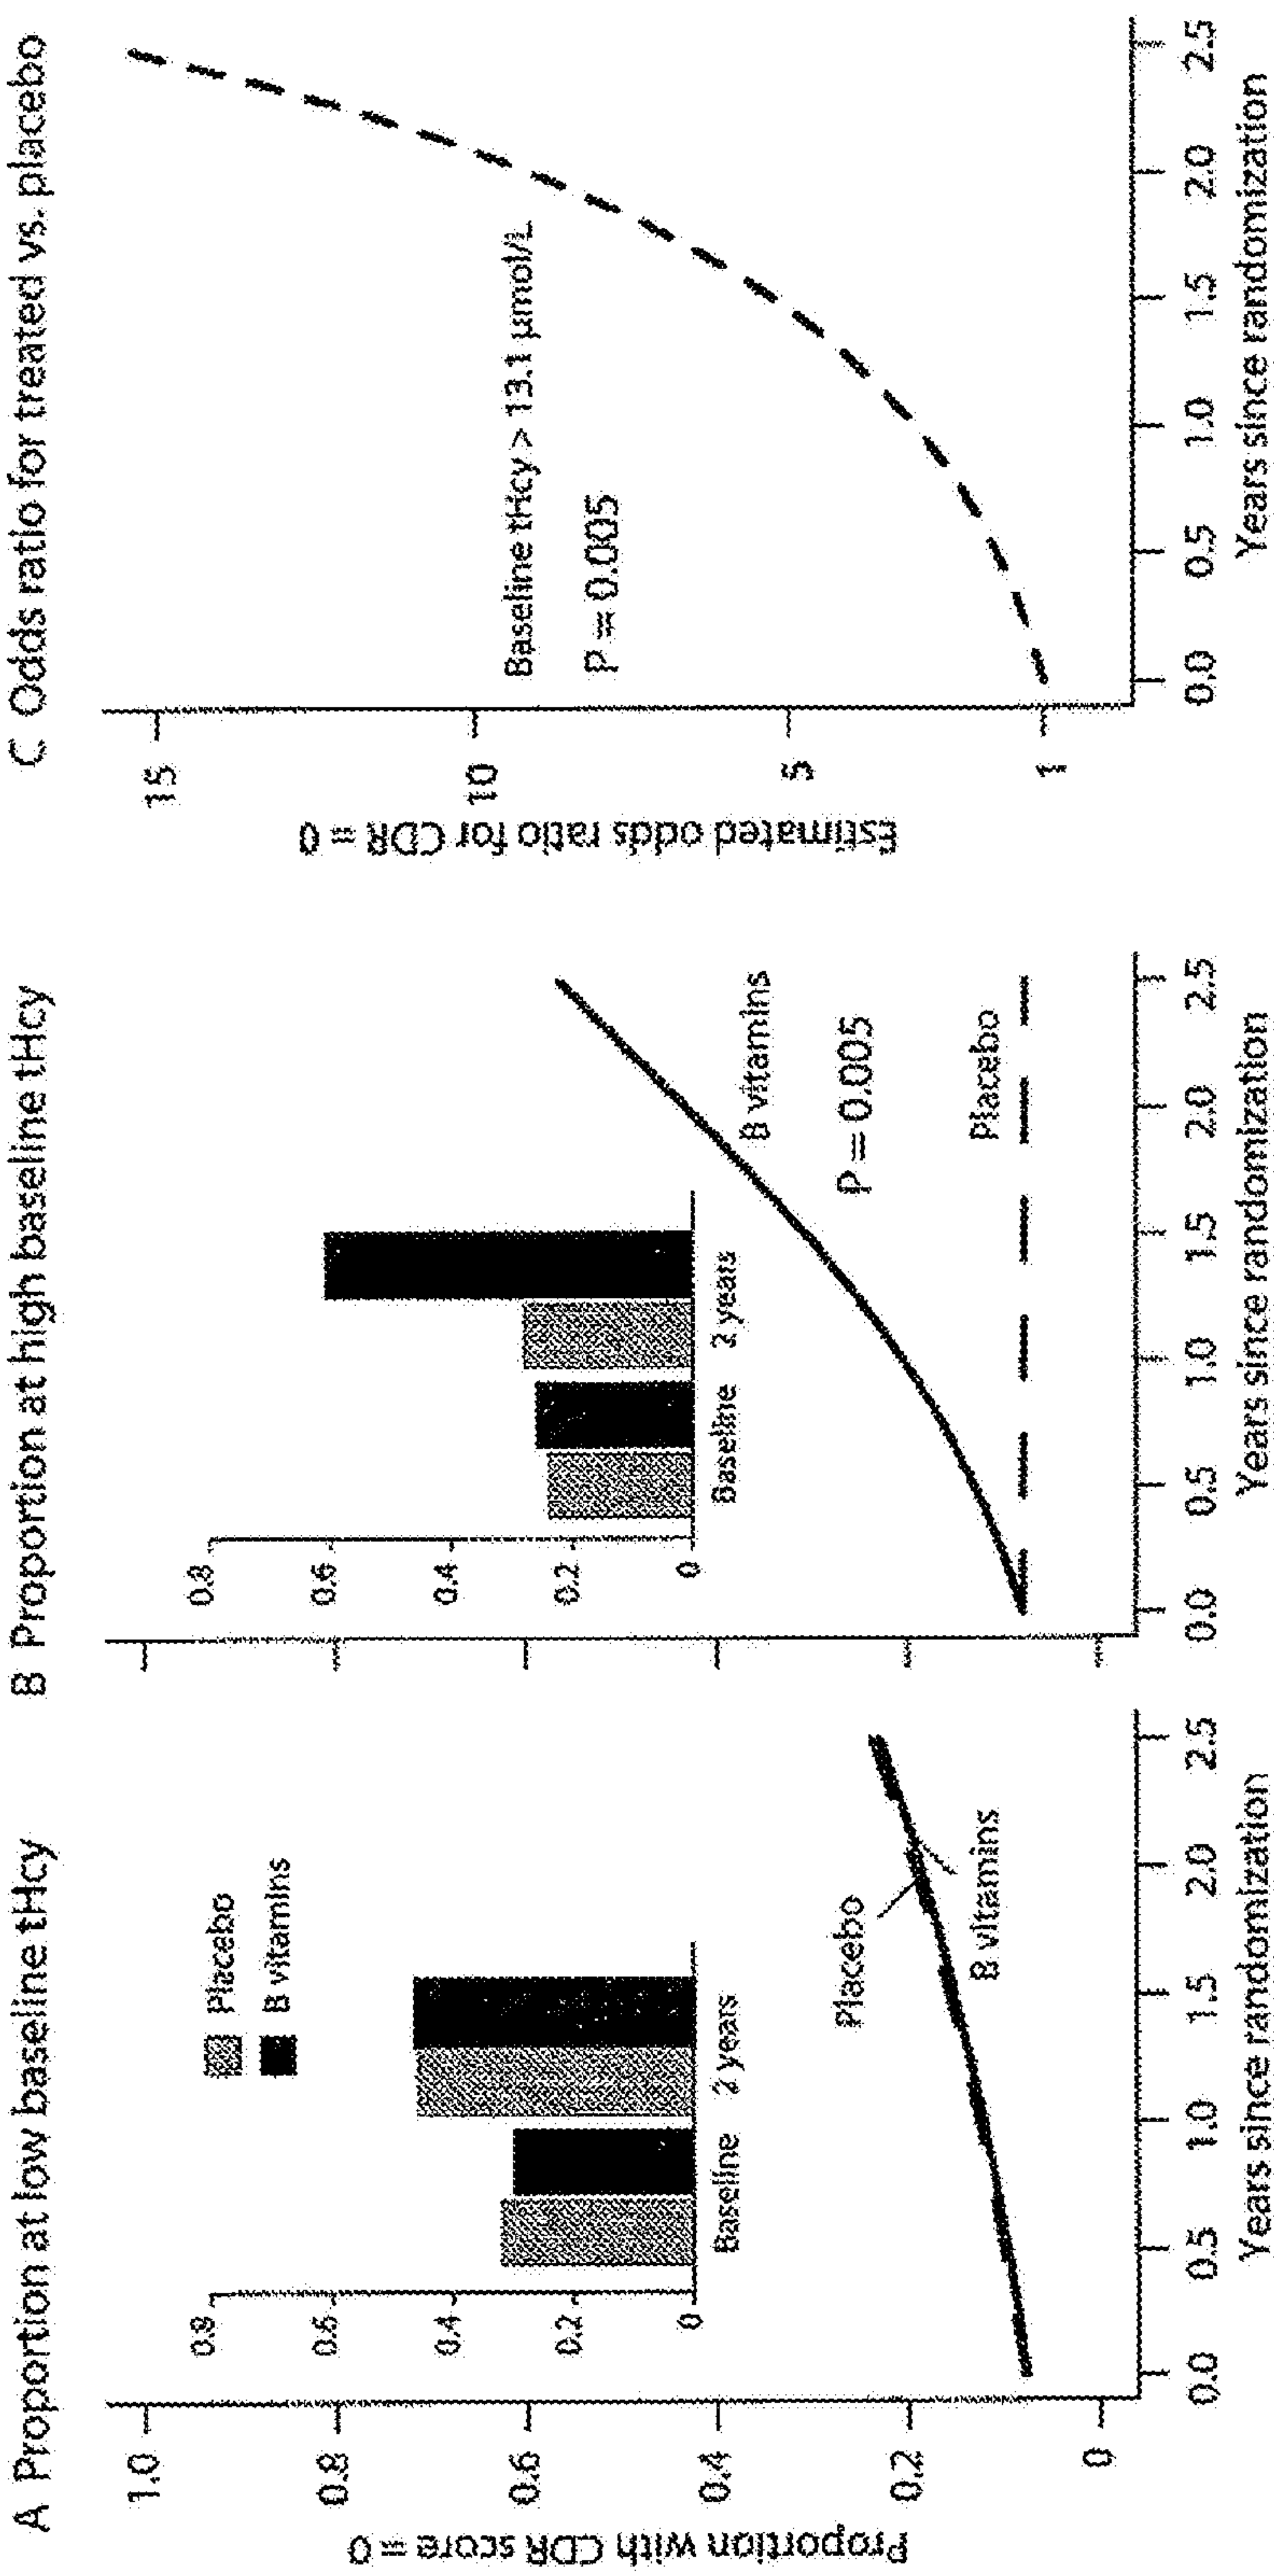 A Proportion at low baseline tHcy
Proportion with CDR score = 0
1.0
0.8
0.6
0.4
0.2
0
0.8
0.6
0.4
0.2
0
Placebo
B vitamins
Baseline 2 years
Placebo
B vitamins
0.0 0.5 1.0 1.5 2.0 2.5
Years since randomization
B Proportion at high baseline tHcy
0.8
0.6
0.4
0.2
0
Baseline 2 years
B vitamins
P = 0.005
Placebo
0.0 0.5 1.0 1.5 2.0 2.5
Years since randomization
C Odds ratio for treated vs. placebo
Estimated odds ratio for CDR = 0
15
10
5
1
Baseline tHcy > 13.1 µmol/L
P = 0.005
0.0 0.5 1.0 1.5 2.0 2.5
Years since randomization